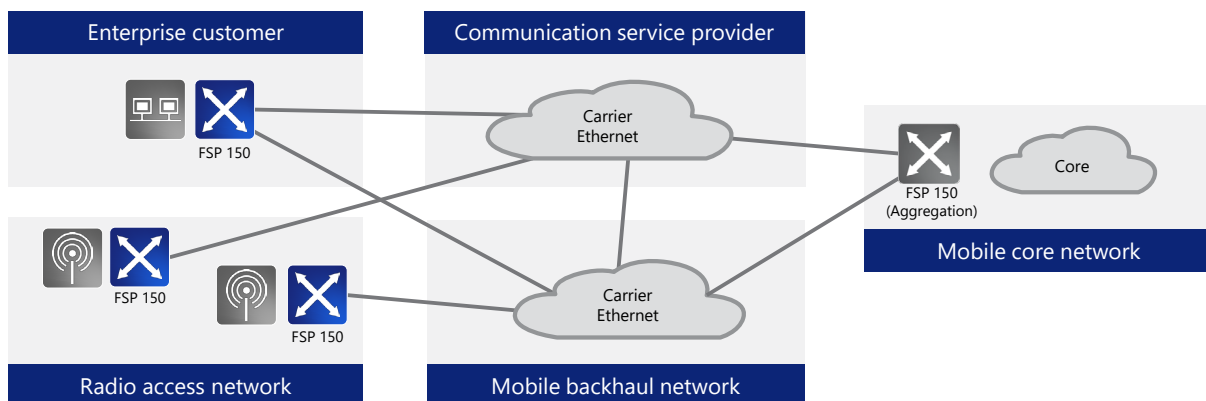 Enterprise customer
Communication service provider
FSP 150
Carrier
Ethernet
FSP 150
(Aggregation)
Core
Mobile core network
FSP 150
FSP 150
Carrier
Ethernet
Radio access network
Mobile backhaul network